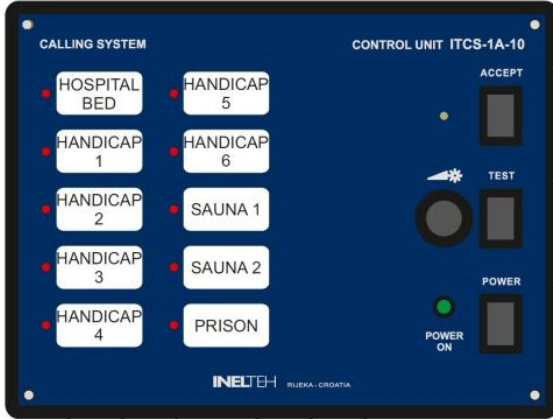 CALLING SYSTEM
CONTROL UNIT ITCS-1A-10
HOSPITAL
BED
HANDICAP
1
HANDICAP
2
HANDICAP
3
HANDICAP
4
HANDICAP
5
HANDICAP
6
SAUNA 1
SAUNA 2
PRISON
ACCEPT
TEST
POWER
POWER
ON
INELTEH RIJEKA-CROATIA